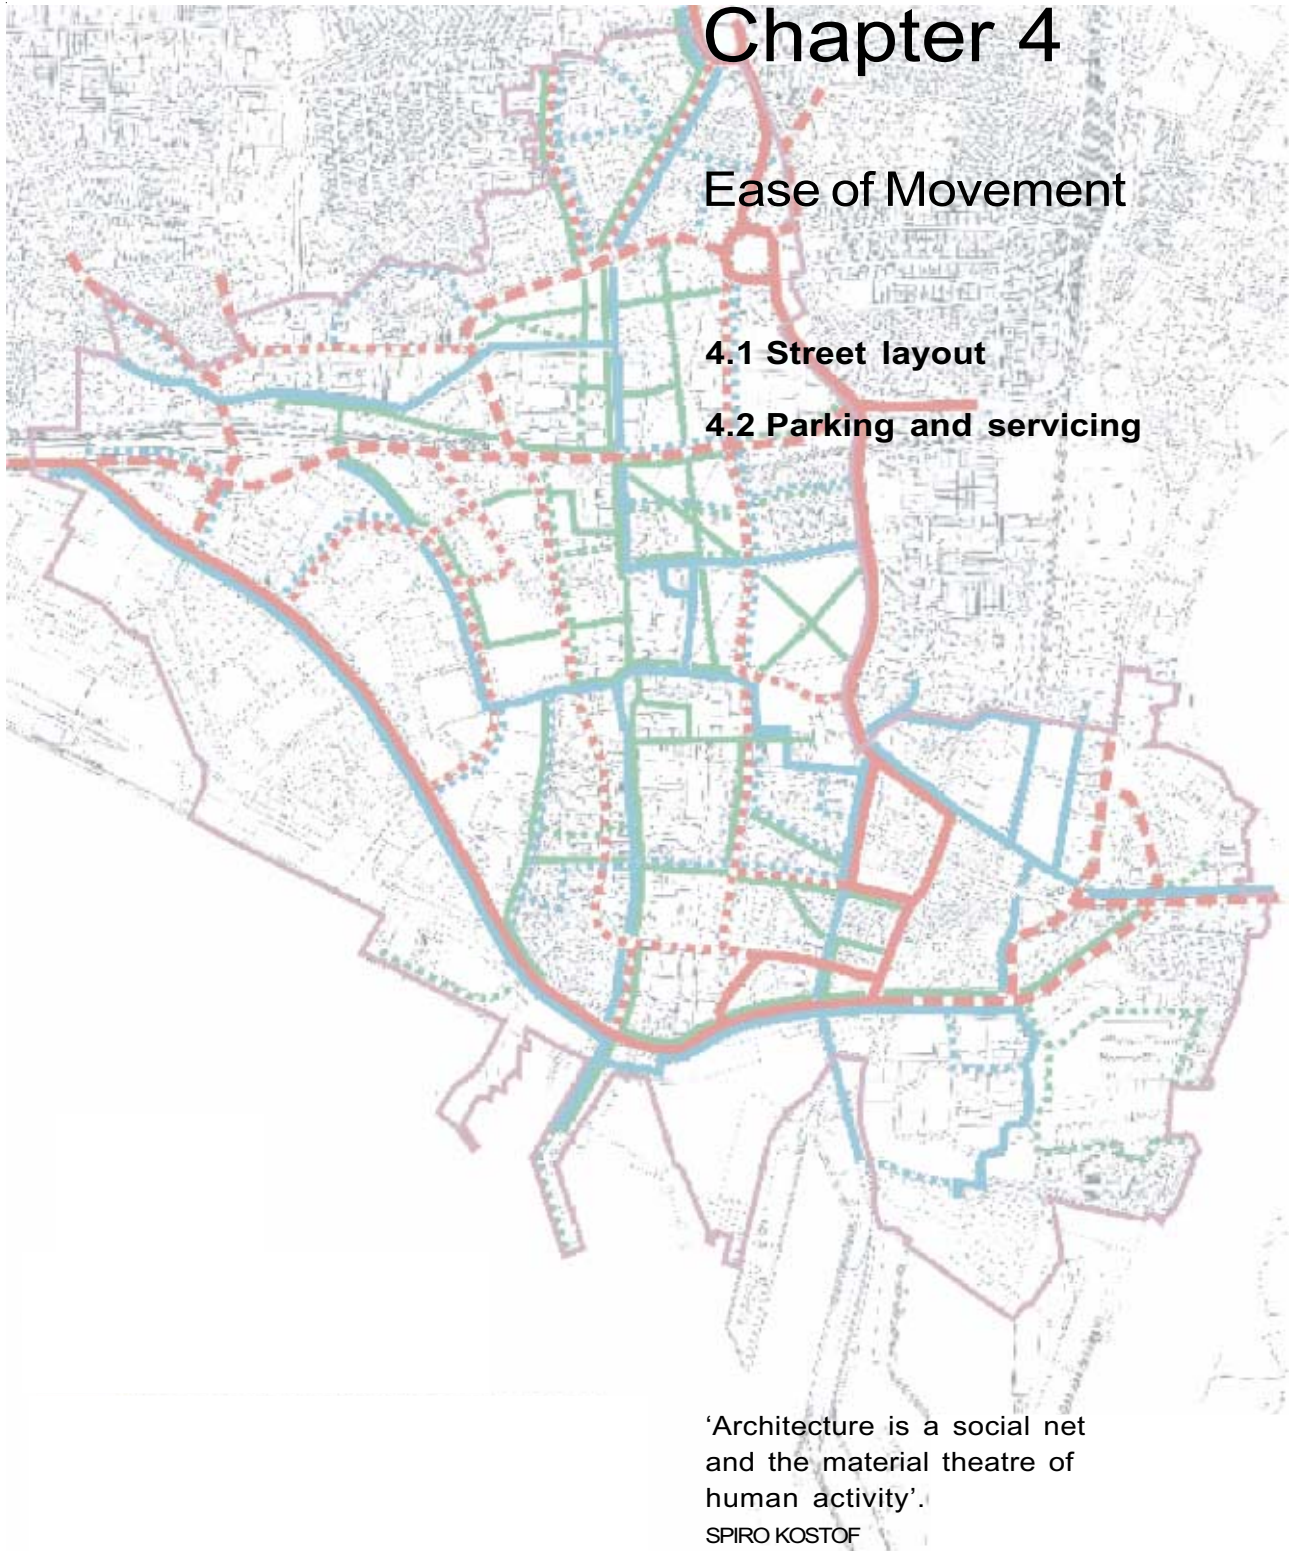 Chapter 4
Ease of Movement
4.1 Street layout
4.2 Parking and servicing
‘Architecture is a social net
and the material theatre of
human activity’.
SPIRO KOSTOF